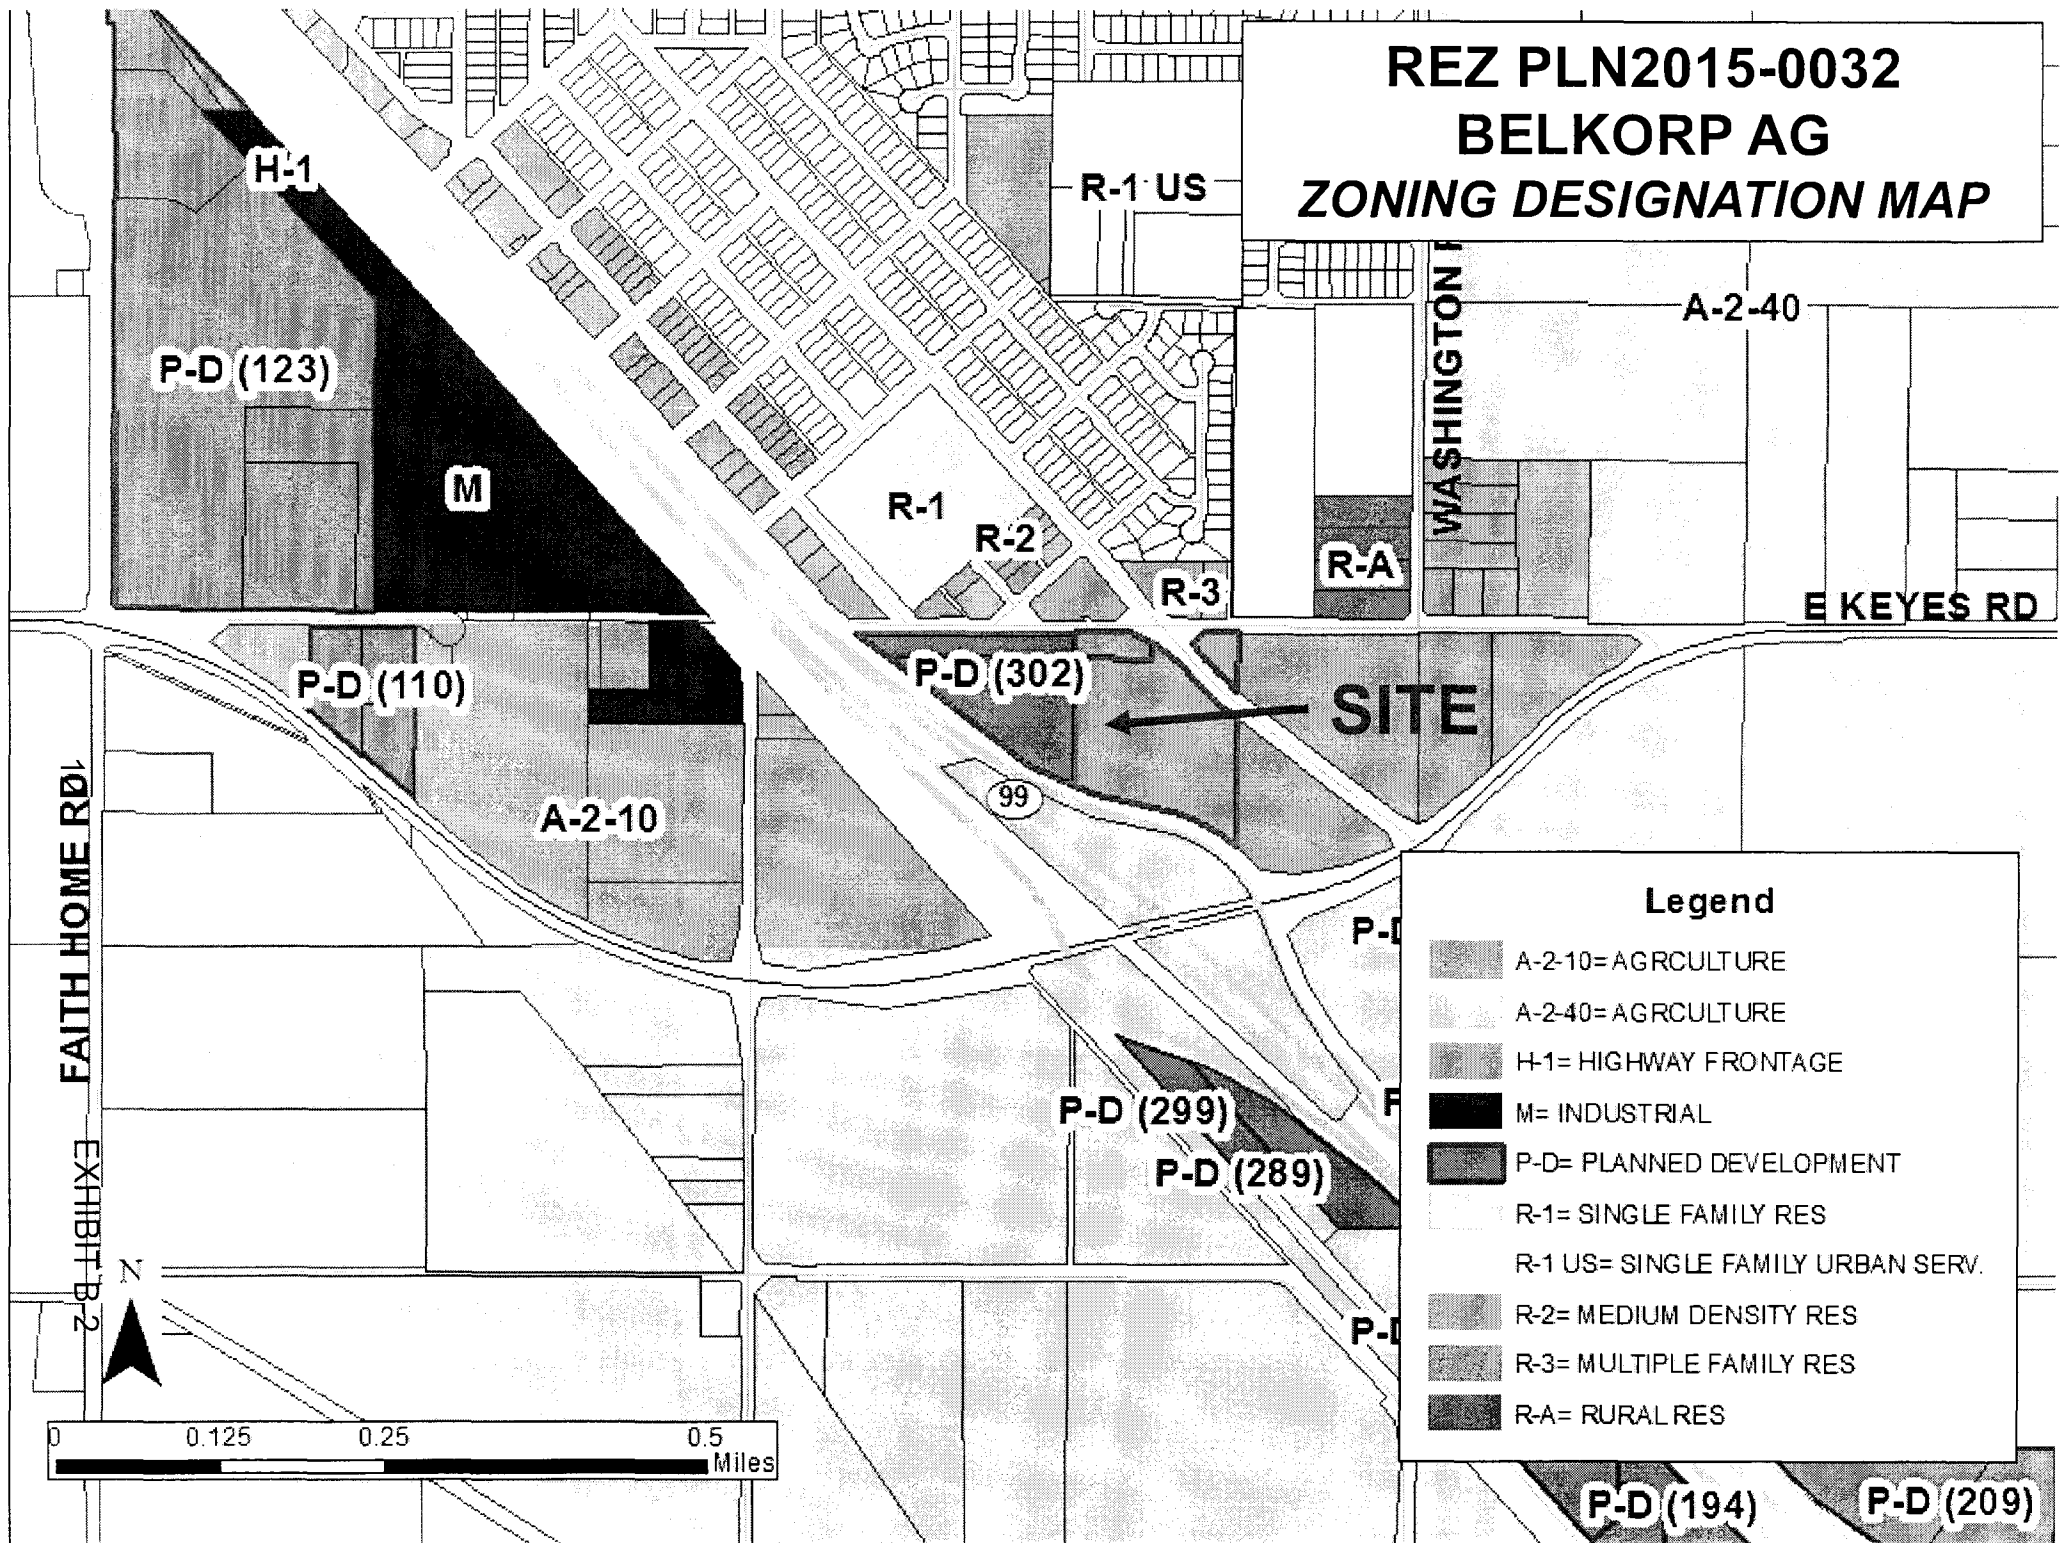 REZ PLN2015-0032
BELKORP AG
ZONING DESIGNATION MAP
H-1
R-1 US
A-2-40
P-D (123)
WASHINGTON
M
R-1
R-2
R-3
R-A
E KEYES RD
P-D (110)
P-D (302)
SITE
99
A-2-10
FAITH HOME RD
EXHIBIT B-2
P-D (299)
P-D (289)
Legend
A-2-10= AGRCULTURE
A-2-40= AGRCULTURE
H-1= HIGHWAY FRONTAGE
M= INDUSTRIAL
P-D= PLANNED DEVELOPMENT
R-1= SINGLE FAMILY RES
R-1 US= SINGLE FAMILY URBAN SERV.
R-2= MEDIUM DENSITY RES
R-3= MULTIPLE FAMILY RES
R-A= RURAL RES
N
0 0.125 0.25 0.5
Miles
P-D (194)
P-D (209)